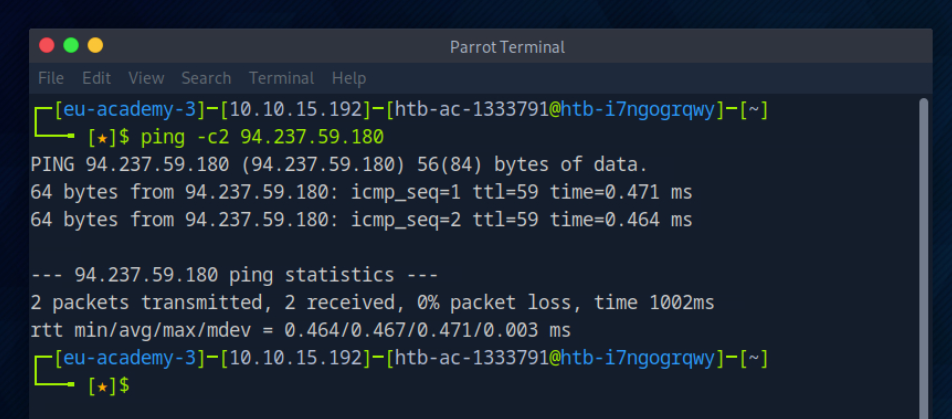 Parrot Terminal
File Edit View Search Terminal Help
┌─[eu-academy-3]─[10.10.15.192]─[htb-ac-1333791@htb-i7ngogrqwy]─[~]
└──╼ [★]$ ping -c2 94.237.59.180
PING 94.237.59.180 (94.237.59.180) 56(84) bytes of data.
64 bytes from 94.237.59.180: icmp_seq=1 ttl=59 time=0.471 ms
64 bytes from 94.237.59.180: icmp_seq=2 ttl=59 time=0.464 ms
--- 94.237.59.180 ping statistics ---
2 packets transmitted, 2 received, 0% packet loss, time 1002ms
rtt min/avg/max/mdev = 0.464/0.467/0.471/0.003 ms
┌─[eu-academy-3]─[10.10.15.192]─[htb-ac-1333791@htb-i7ngogrqwy]─[~]
└──╼ [★]$